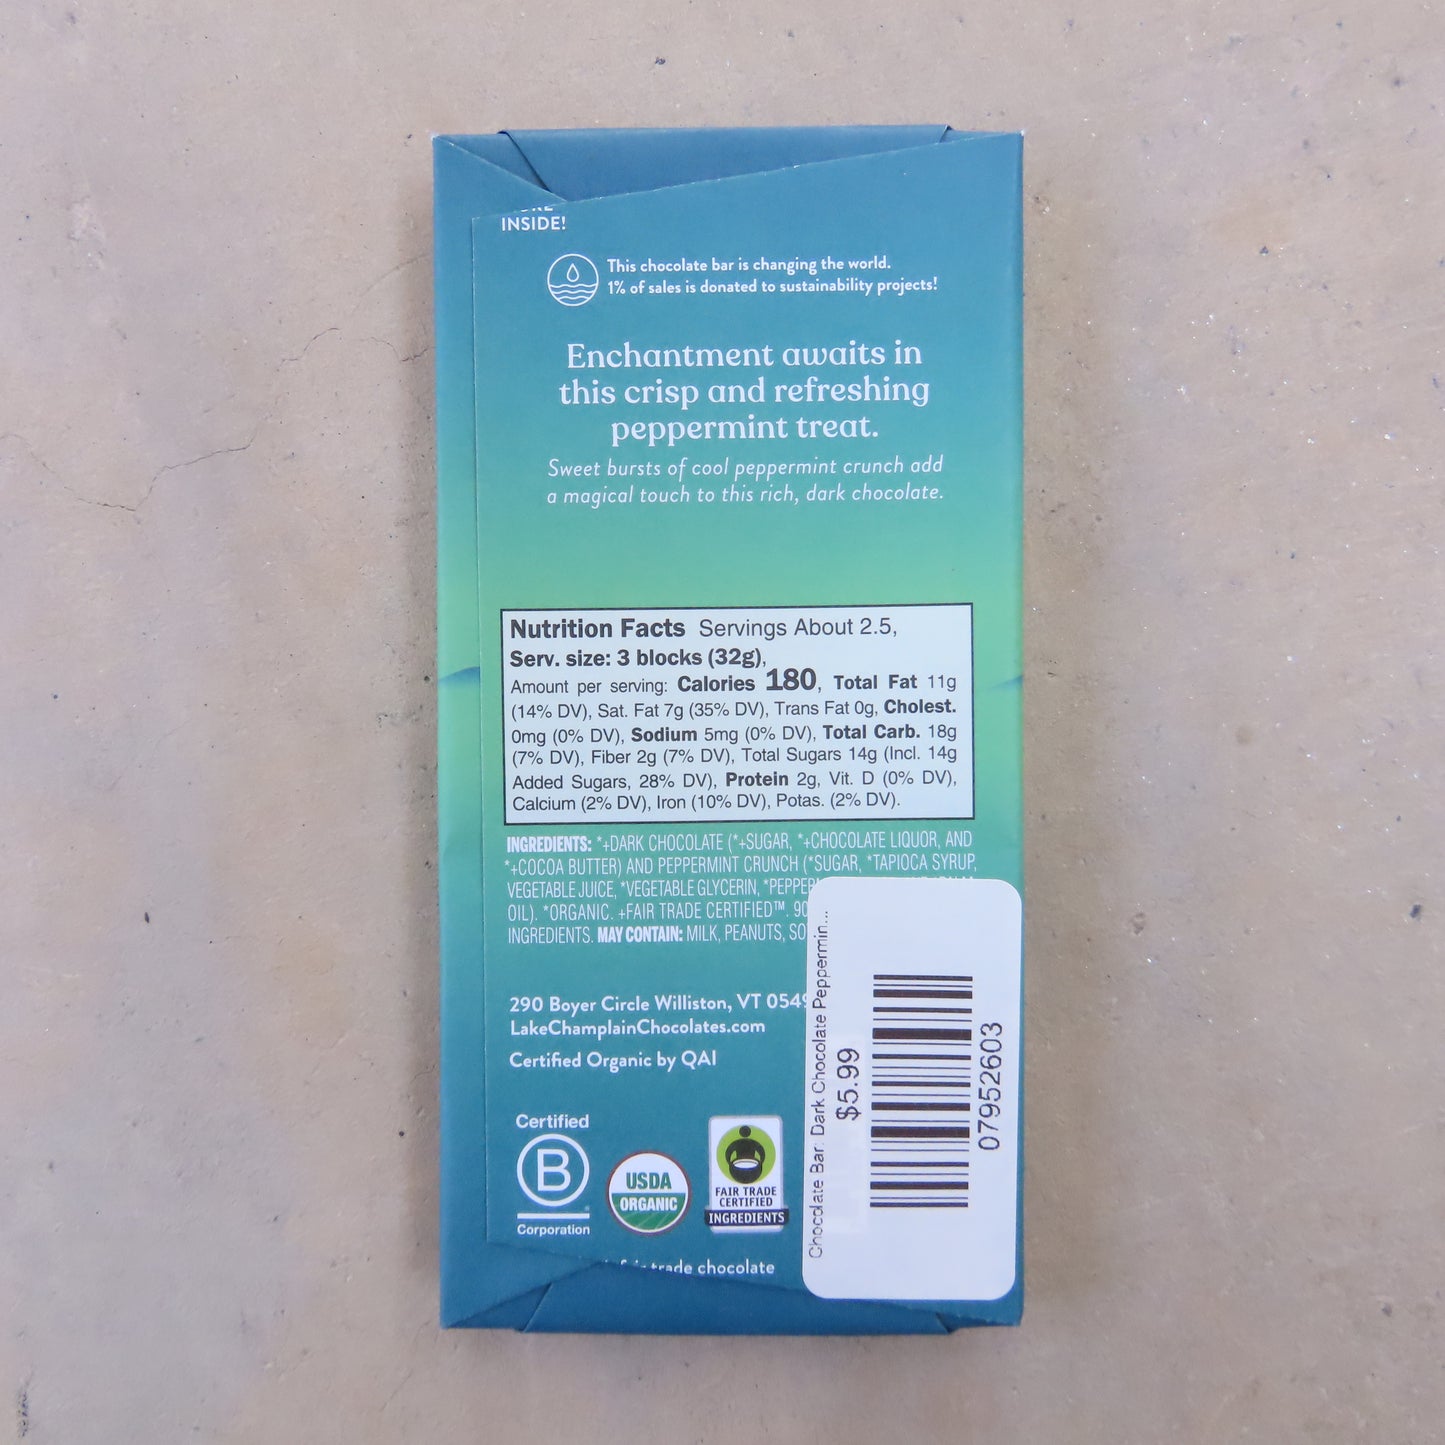 INSIDE!
This chocolate bar is changing the world.
1% of sales is donated to sustainability projects!
Enchantment awaits in
this crisp and refreshing
peppermint treat.
Sweet bursts of cool peppermint crunch add
a magical touch to this rich, dark chocolate.
Nutrition Facts Servings About 2.5,
Serv. size: 3 blocks (32g),
Amount per serving: Calories 180, Total Fat 11g
(14% DV), Sat. Fat 7g (35% DV), Trans Fat 0g, Cholest.
0mg (0% DV), Sodium 5mg (0% DV), Total Carb. 18g
(7% DV), Fiber 2g (7% DV), Total Sugars 14g (Incl. 14g
Added Sugars, 28% DV), Protein 2g, Vit. D (0% DV),
Calcium (2% DV), Iron (10% DV), Potas. (2% DV).
INGREDIENTS: *+DARK CHOCOLATE (*+SUGAR, *+CHOCOLATE LIQUOR, AND
*+COCOA BUTTER) AND PEPPERMINT CRUNCH (*SUGAR, *TAPIOCA SYRUP,
VEGETABLE JUICE, *VEGETABLE GLYCERIN,
OIL). *ORGANIC. +FAIR TRADE CERTIFIED™.
INGREDIENTS. MAY CONTAIN: MILK, PEANUTS,
290 Boyer Circle Williston, VT
LakeChamplainChocolates.com
Certified Organic by QAI
Certified
B
Corporation
USDA
ORGANIC
FAIR TRADE
CERTIFIED
INGREDIENTS
trade chocolate
Chocolate Bar: Dark Chocolate Peppermin...
$5.99
07952603